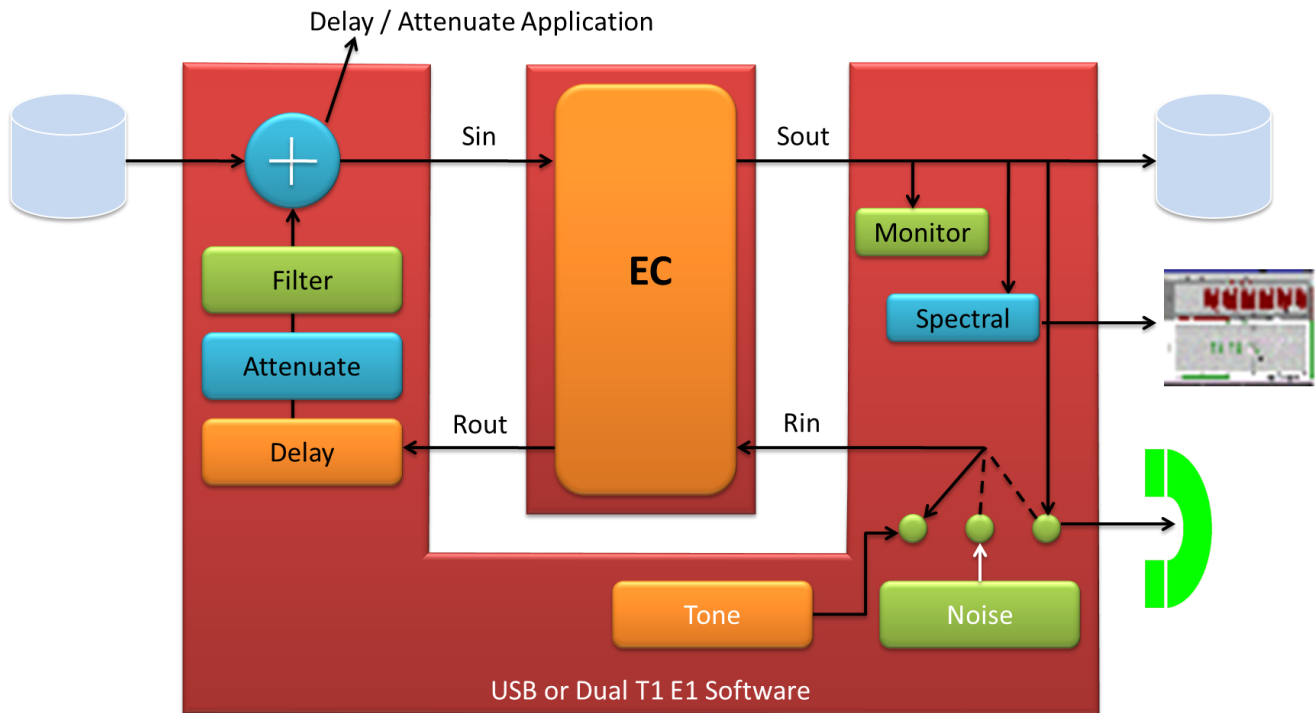 Delay / Attenuate Application
Sin
Sout
Monitor
Filter
EC
Spectral
Attenuate
Rout
Rin
Delay
Tone
Noise
USB or Dual T1 E1 Software